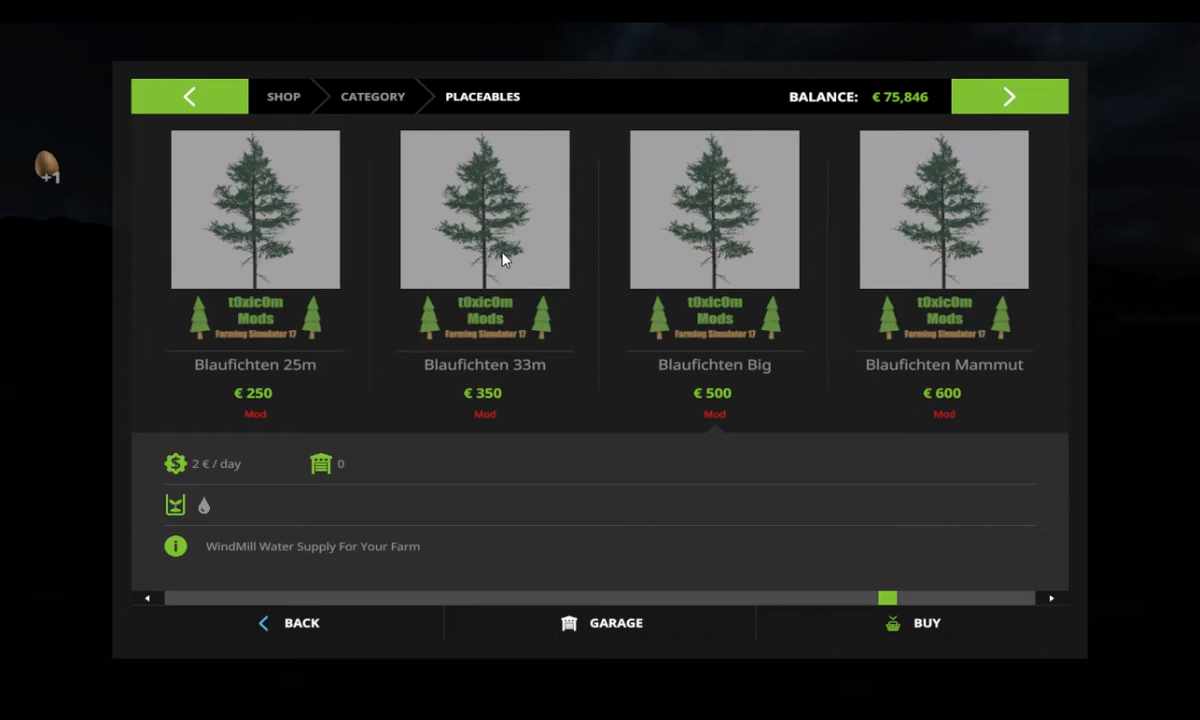 SHOP
CATEGORY
PLACEABLES
BALANCE: € 75,846
+1
t0xic0m
Mods
Farming Simulator 17
t0xic0m
Mods
Farming Simulator 17
t0xic0m
Mods
Farming Simulator 17
t0xic0m
Mods
Farming Simulator 17
Blaufichten 25m
Blaufichten 33m
Blaufichten Big
Blaufichten Mammut
€ 250
€ 350
€ 500
€ 600
Mod
Mod
Mod
Mod
2 € / day
0
WindMill Water Supply For Your Farm
BACK
GARAGE
BUY